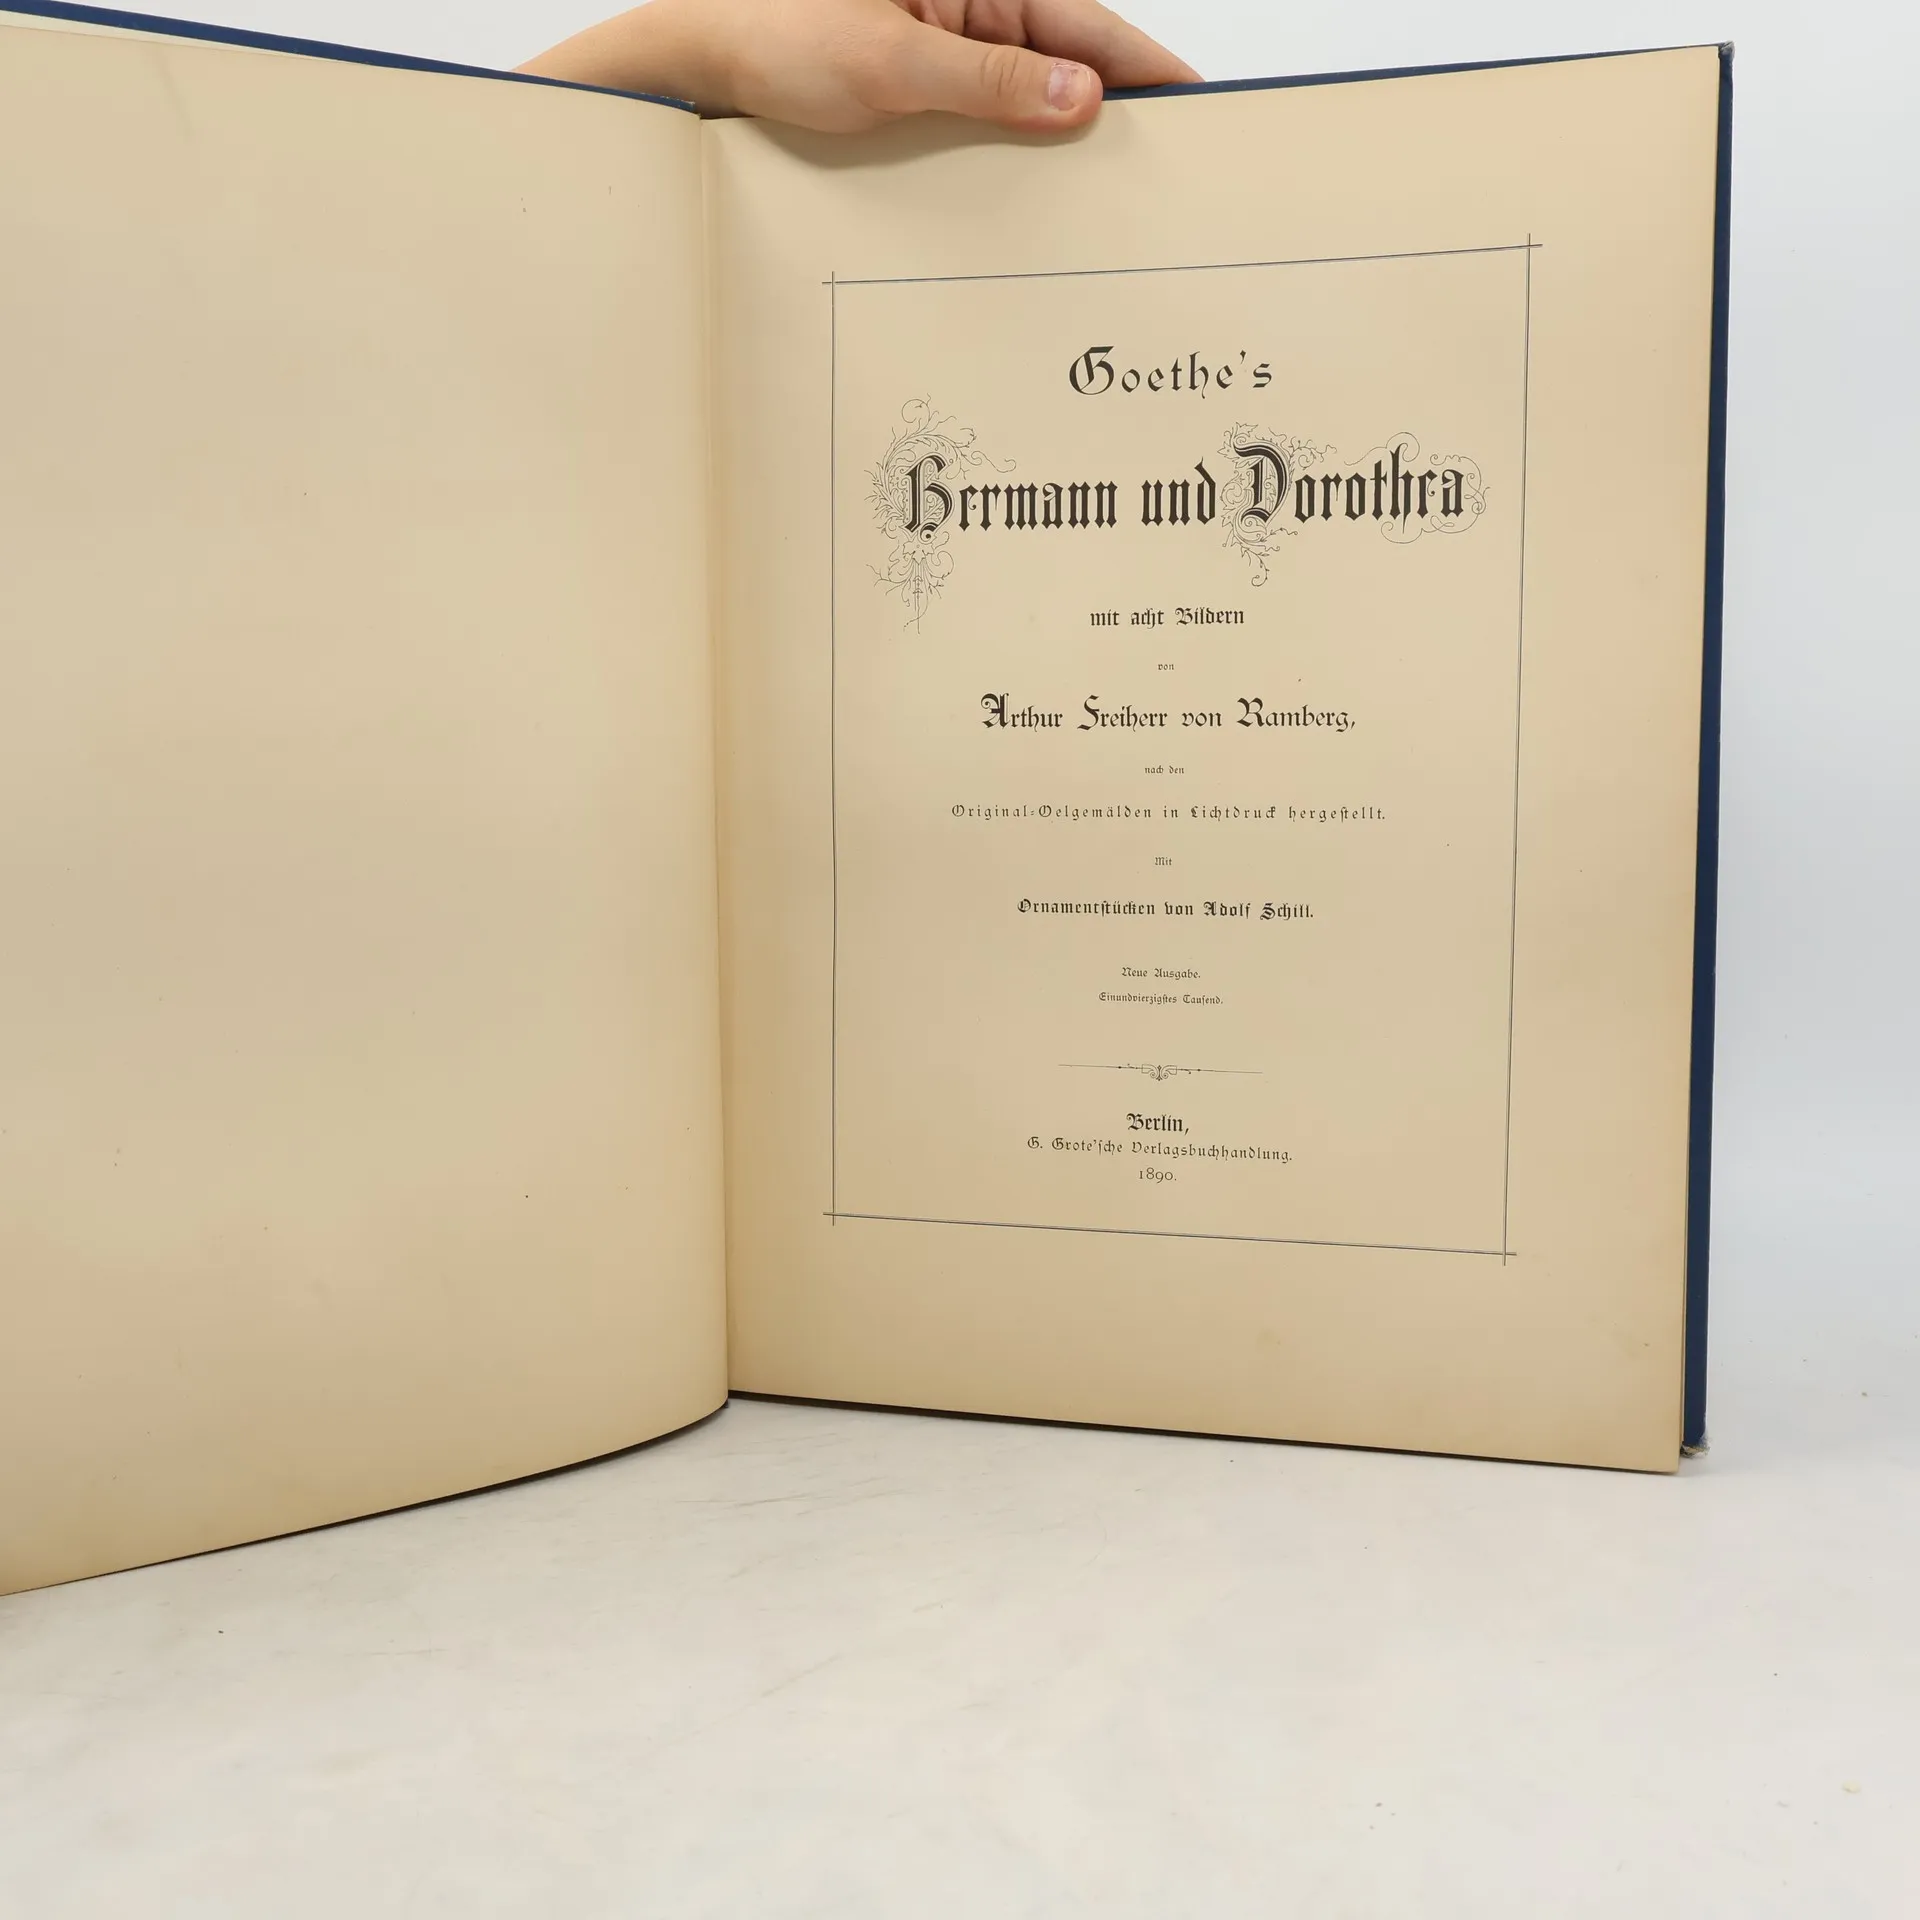 Goethe's
Hermann und Dorothea
mit acht Bildern
von
Arthur Freiherr von Ramberg,
nach den
Original-Oelgemälden in Lichtdruck hergestellt.
Mit
Ornamentstücken von Adolf Schill.
Neue Ausgabe.
Einundvierzigstes Tausend.
Berlin,
G. Grote'sche Verlagsbuchhandlung.
1890.